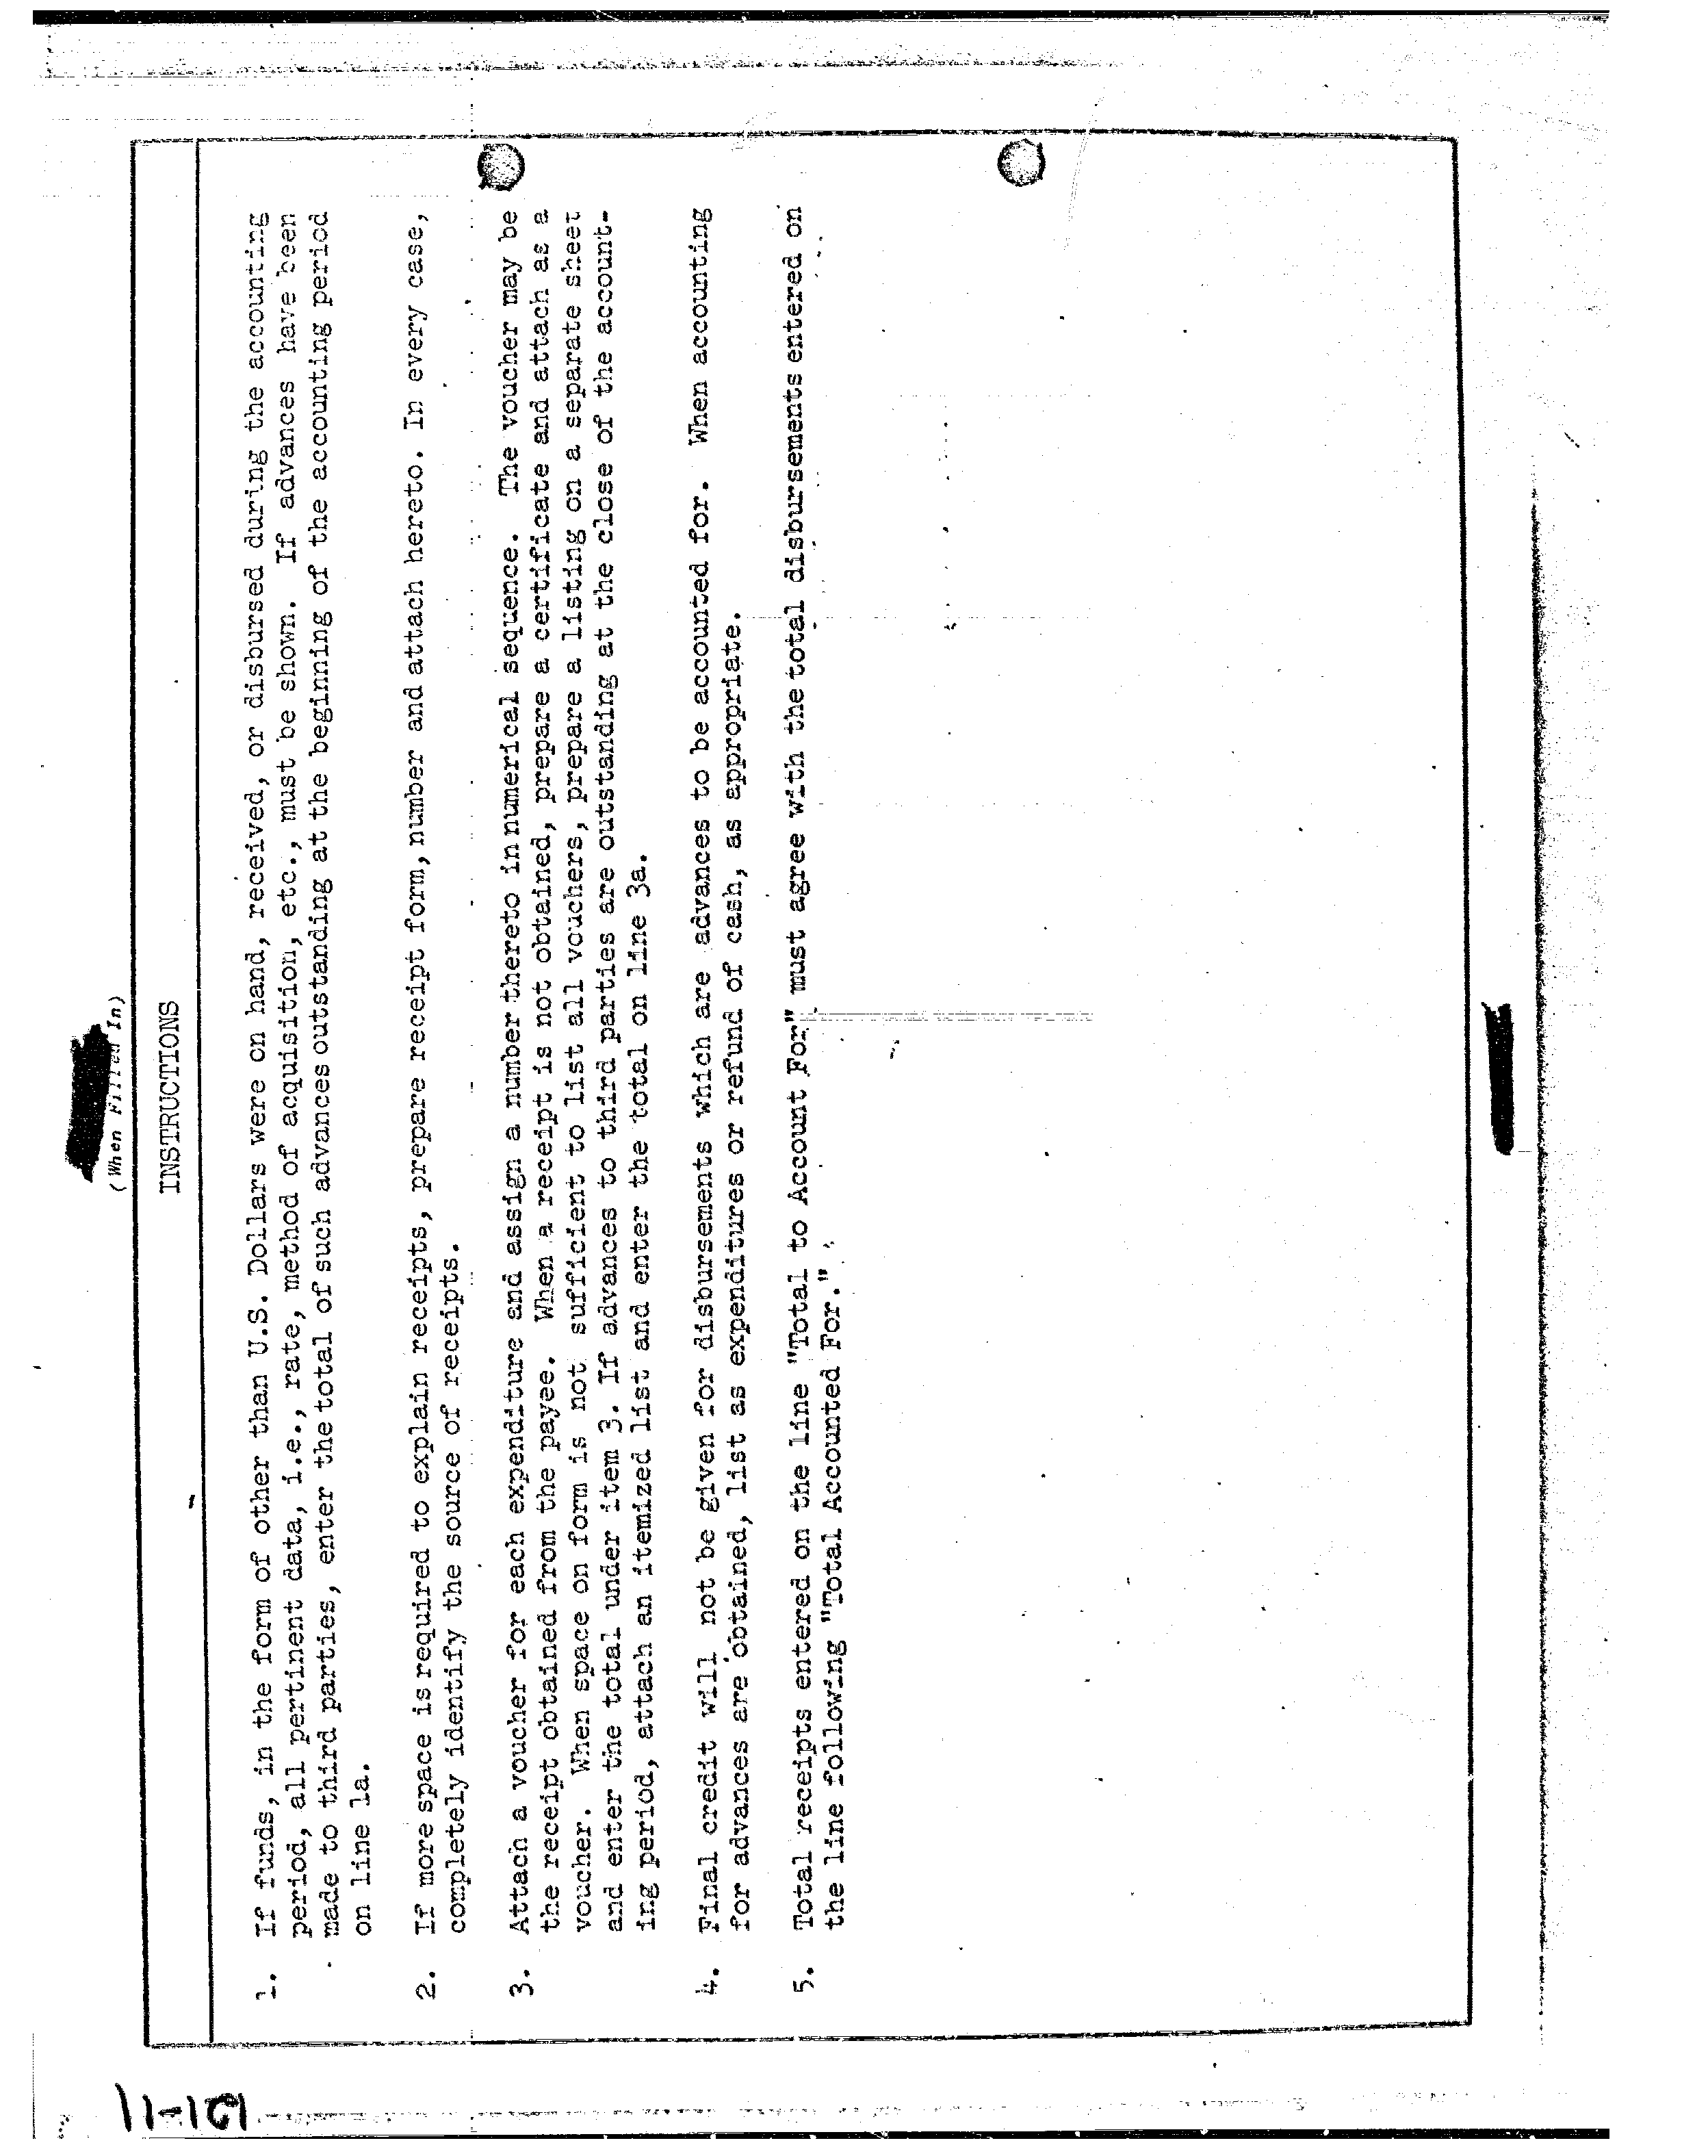 (When Filled In)
INSTRUCTIONS
1. If funds, in the form of other than U.S. Dollars were on hand, received, or disbursed during the accounting
period, all pertinent data, i.e., rate, method of acquisition, etc., must be shown. If advances have been
made to third parties, enter the total of such advances outstanding at the beginning of the accounting period
on line 1a.
2. If more space is required to explain receipts, prepare receipt form, number and attach hereto. In every case,
completely identify the source of receipts.
3. Attach a voucher for each expenditure and assign a number thereto in numerical sequence. The voucher may be
the receipt obtained from the payee. When a receipt is not obtained, prepare a certificate and attach as a
voucher. When space on form is not sufficient to list all vouchers, prepare a listing on a separate sheet
and enter the total under item 3. If advances to third parties are outstanding at the close of the account-
ing period, attach an itemized list and enter the total on line 3a.
4. Final credit will not be given for disbursements which are advances to be accounted for. When accounting
for advances are obtained, list as expenditures or refund of cash, as appropriate.
5. Total receipts entered on the line "Total to Account For" must agree with the total disbursements entered on
the line following "Total Accounted For."